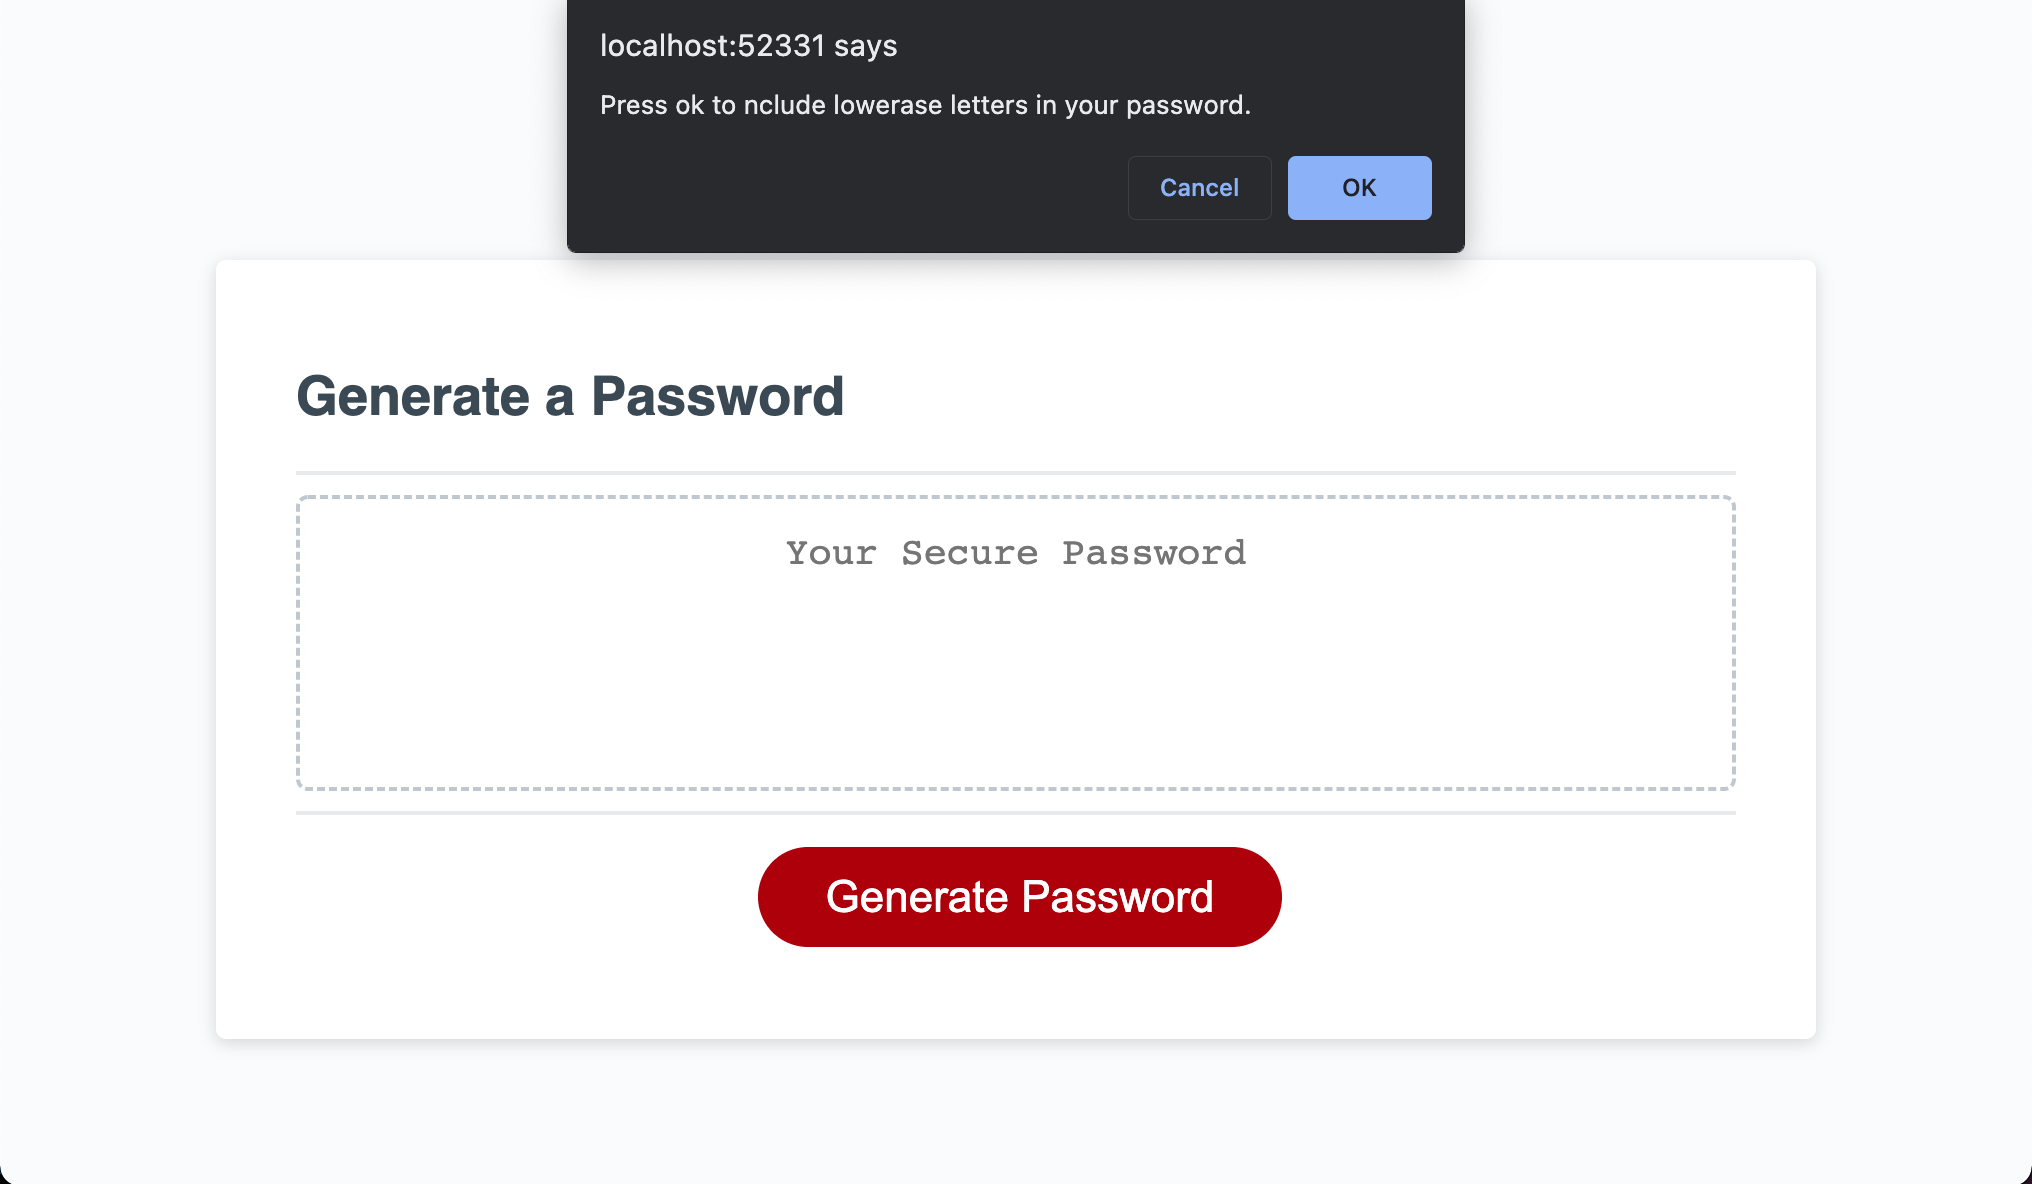 localhost:52331 says
Press ok to nclude lowerase letters in your password.
Cancel OK
Generate a Password
Your Secure Password
Generate Password